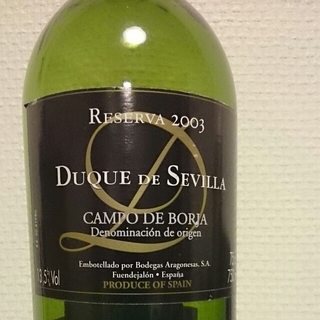 RESERVA 2003
D
DUQUE DE SEVILLA
CAMPO DE BORJA
Denominación de origen
Embotellado por Bodegas Aragonesas, S.A.
Fuendejalón • España
PRODUCE OF SPAIN
3,5% Vol